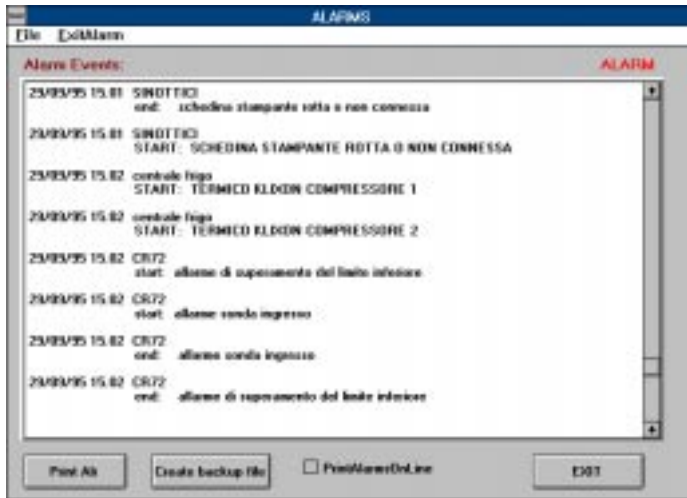 ALARMS
File ExitAlarm
Alarm Events: ALARM
29/09/95 15.01 SINOTTICI
end: schedina stampante rotta o non connessa
29/09/95 15.01 SINOTTICI
START: SCHEDINA STAMPANTE ROTTA O NON CONNESSA
29/09/95 15.02 centrale frigo
START: TERMICO KLIXON COMPRESSORE 1
29/09/95 15.02 centrale frigo
START: TERMICO KLIXON COMPRESSORE 2
29/09/95 15.02 CR72
start: allarme di superamento del limite inferiore
29/09/95 15.02 CR72
start: allarme sonda ingresso
29/09/95 15.02 CR72
end: allarme sonda ingresso
29/09/95 15.02 CR72
end: allarme di superamento del limite inferiore
Print All Create backup file PrintAlarmsOnLine EXIT